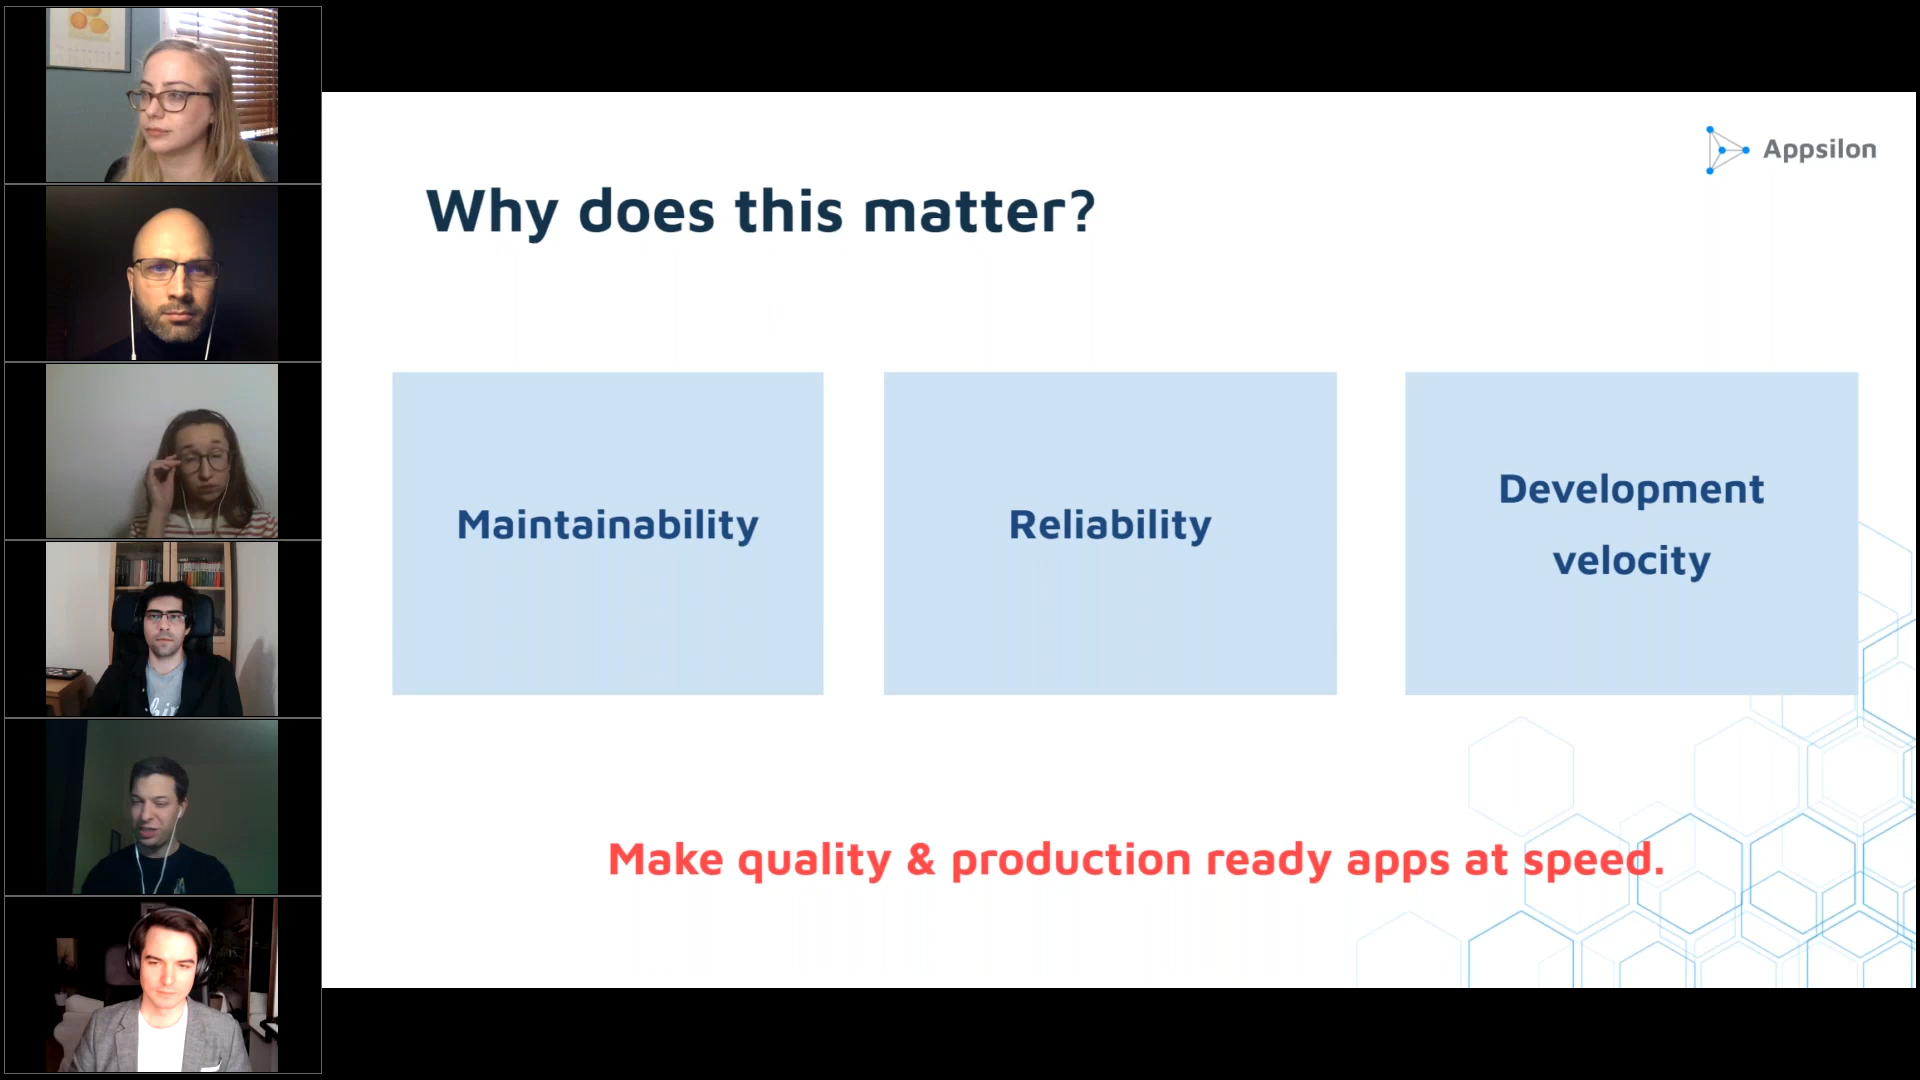 Appsilon
Why does this matter?
Maintainability
Reliability
Development
velocity
Make quality & production ready apps at speed.